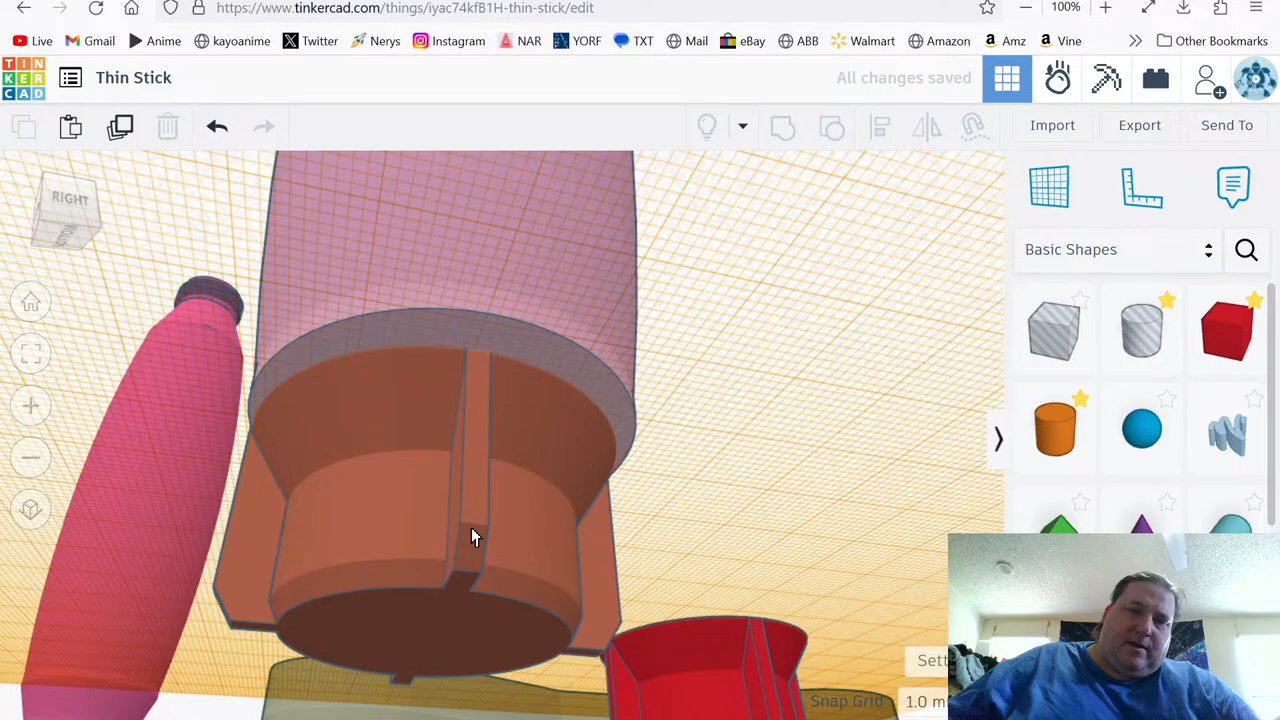 https://www.tinkercad.com/things/iyac74kfB1H-thin-stick/edit
100%
Live
Gmail
Anime
kayoanime
Twitter
Nerys
Instagram
NAR
YORF
TXT
Mail
eBay
ABB
Walmart
Amazon
Amz
Vine
Other Bookmarks
TIN
KER
CAD
Thin Stick
All changes saved
Import
Export
Send To
RIGHT
BOTTOM
Basic Shapes
Sett
Snap Grid
1.0 m